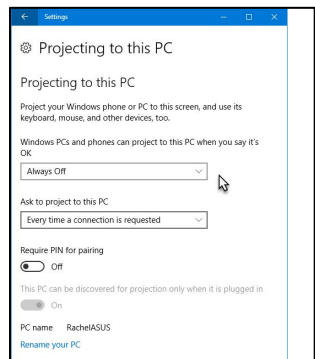 Settings
Projecting to this PC
Projecting to this PC
Project your Windows phone or PC to this screen, and use its
keyboard, mouse, and other devices, too.
Windows PCs and phones can project to this PC when you say it's
OK
Always Off
Ask to project to this PC
Every time a connection is requested
Require PIN for pairing
Off
This PC can be discovered for projection only when it is plugged in
On
PC name RachelASUS
Rename your PC